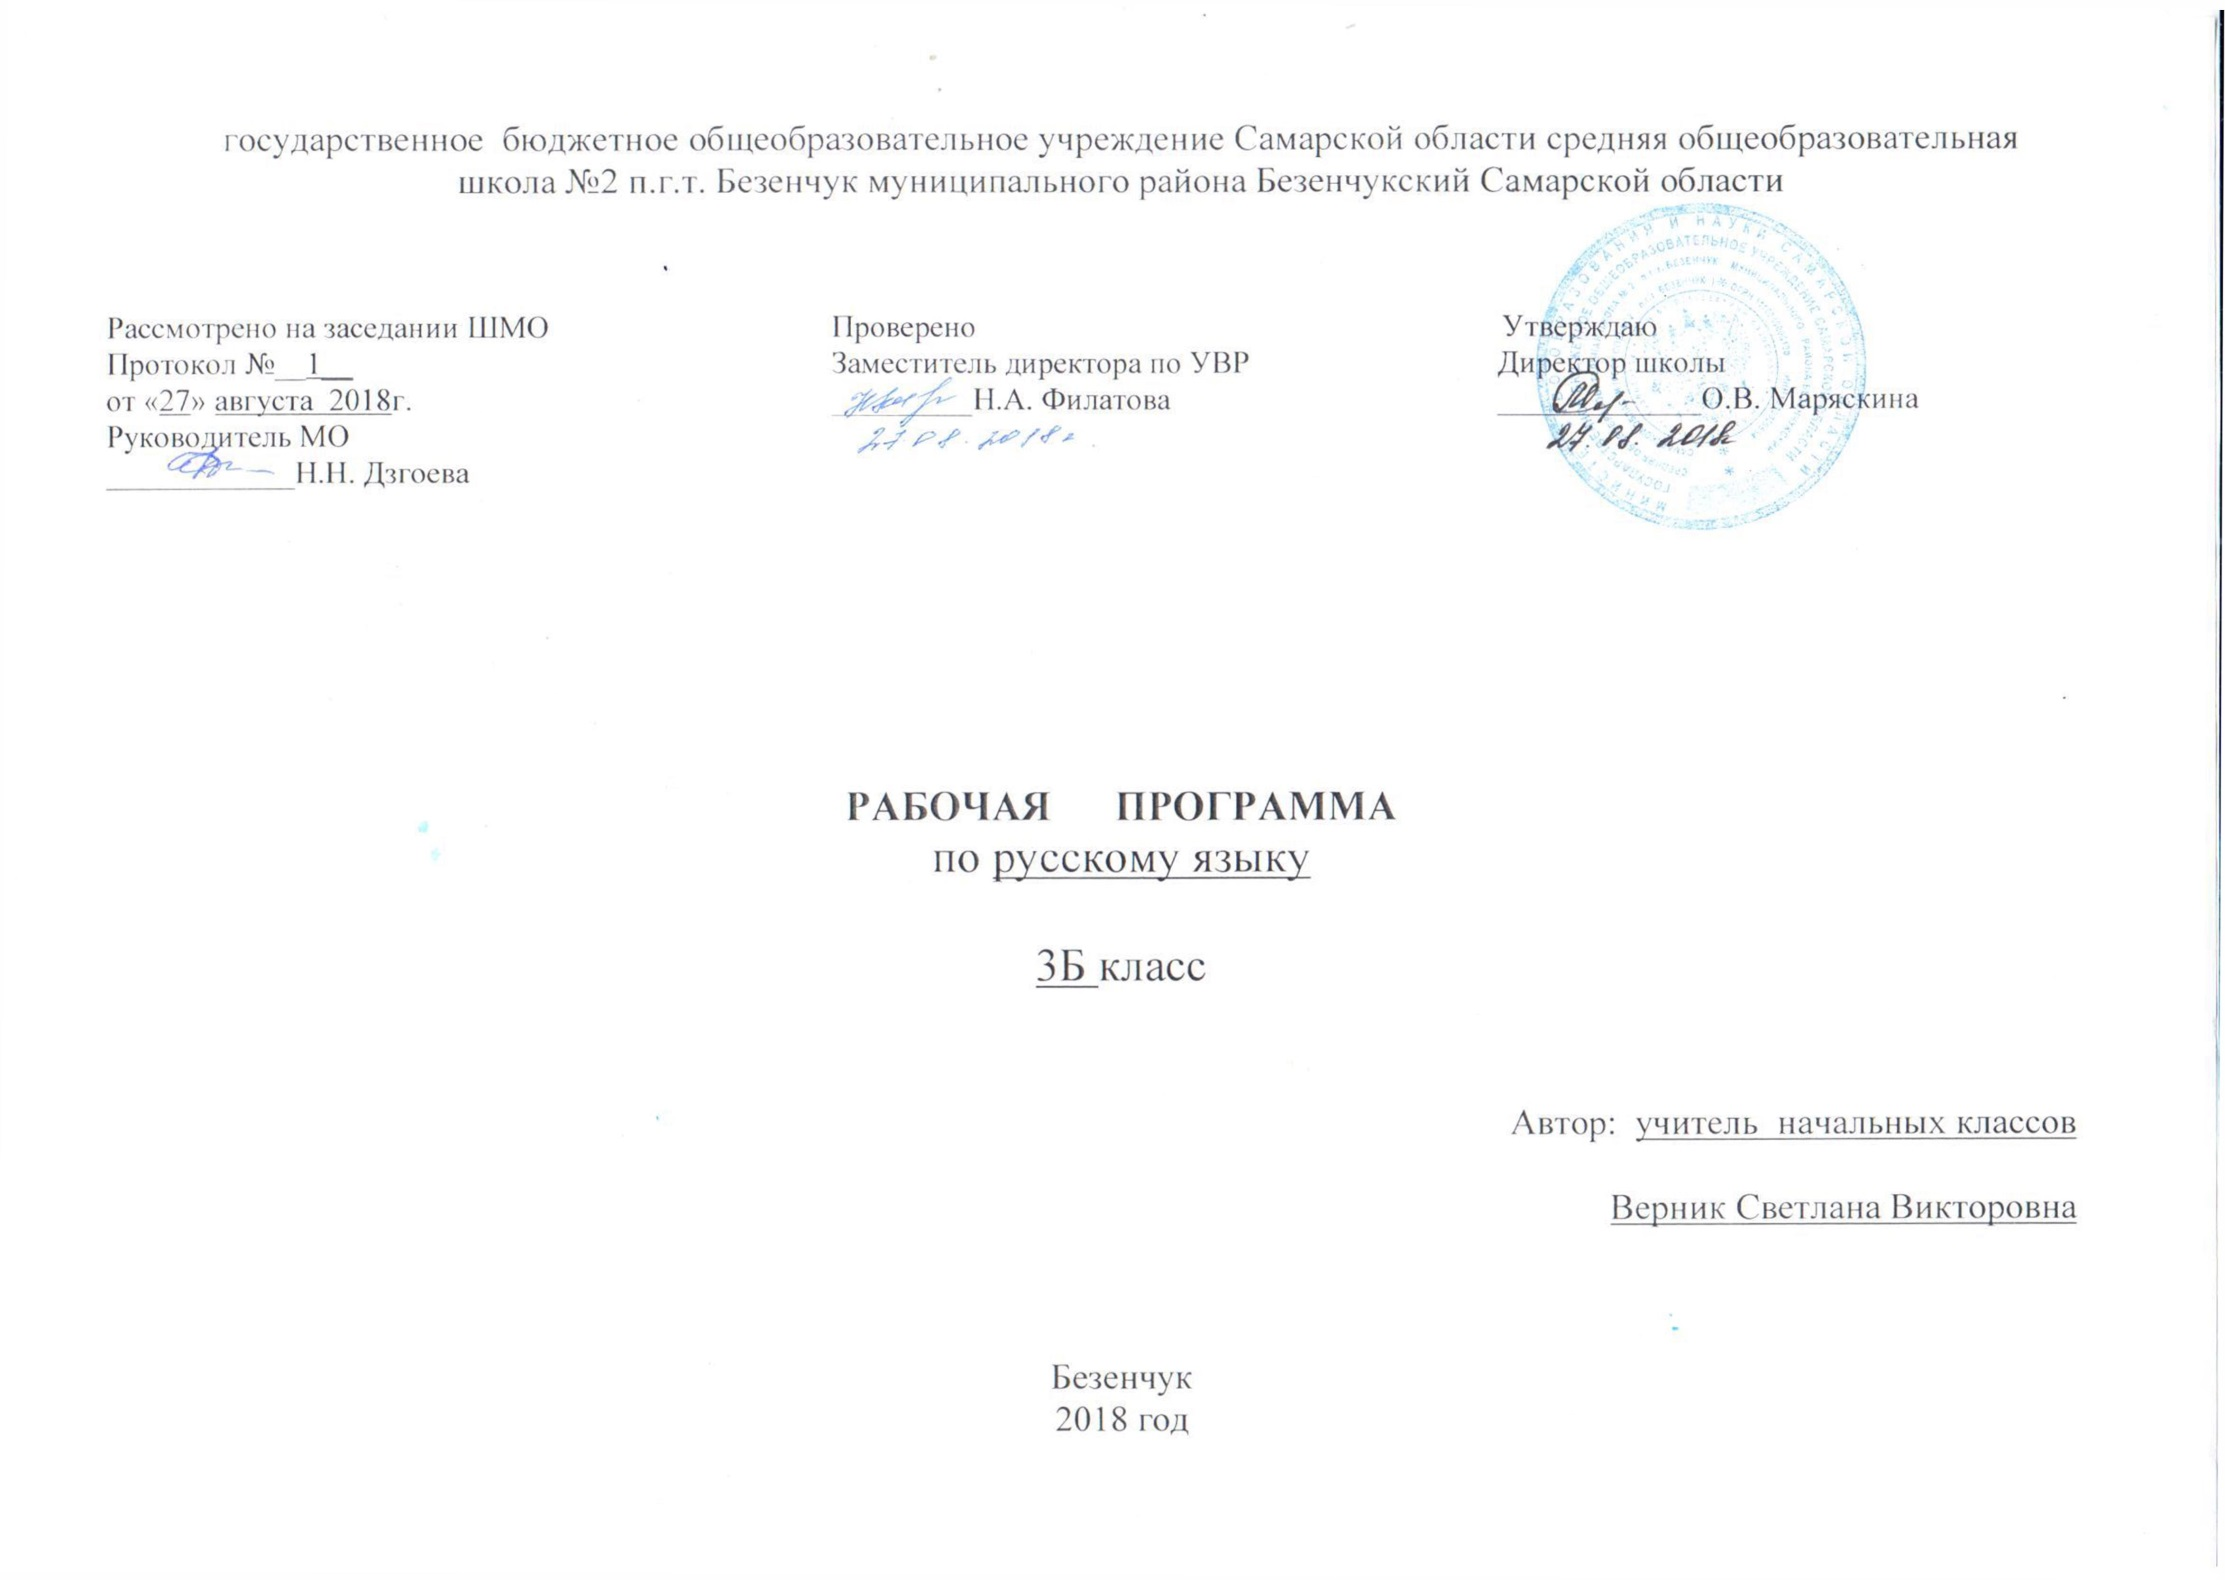 государственное бюджетное общеобразовательное учреждение Самарской области средняя общеобразовательная
школа №2 п.г.т. Безенчук муниципального района Безенчукский Самарской области
Рассмотрено на заседании ШМО
Протокол №__1__
от «27» августа 2018г.
Руководитель МО
____________Н.Н. Дзгоева
Проверено
Заместитель директора по УВР
_________Н.А. Филатова
27.08.2018г.
Утверждаю
Директор школы
_____________О.В. Маряскина
27.08.2018
РАБОЧАЯ ПРОГРАММА
по русскому языку
3Б класс
Автор: учитель начальных классов
Верник Светлана Викторовна
Безенчук
2018 год